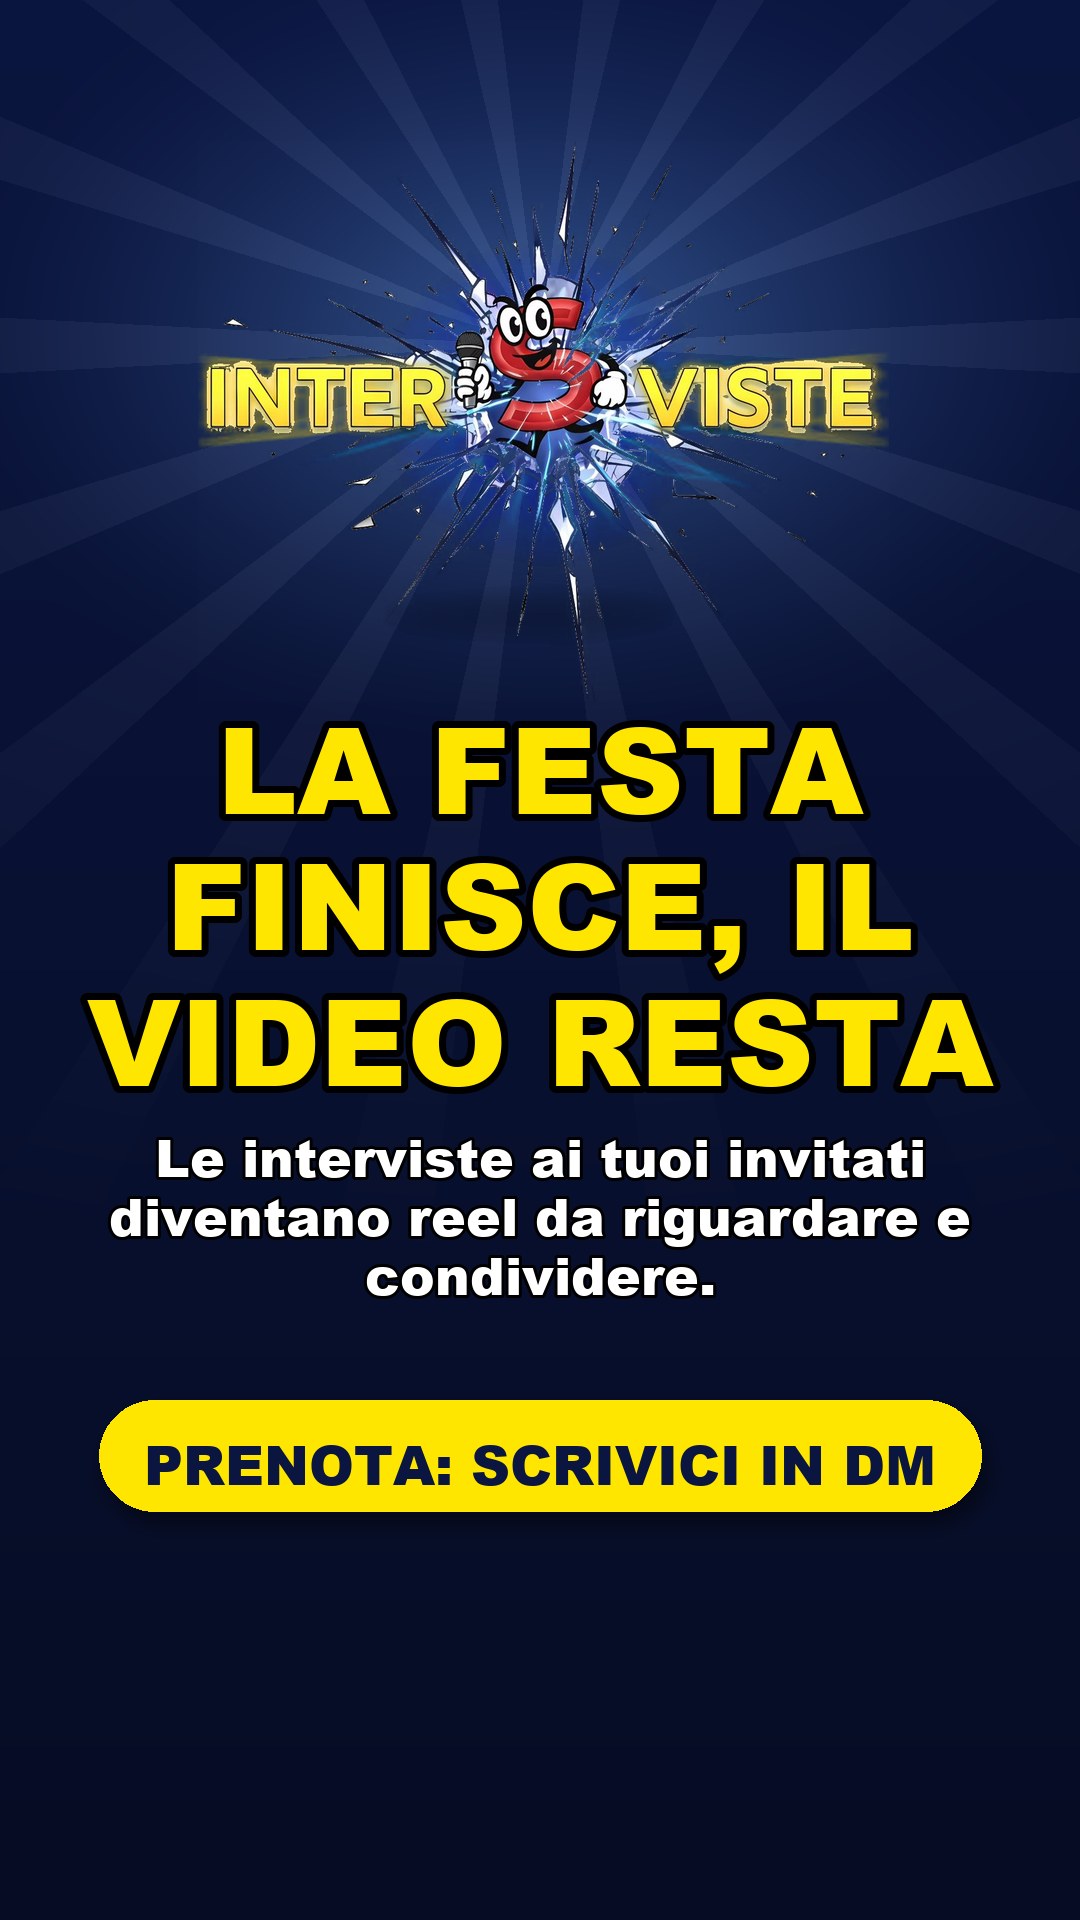 INTER S VISTE
LA FESTA
FINISCE, IL
VIDEO RESTA
Le interviste ai tuoi invitati
diventano reel da riguardare e
condividere.
PRENOTA: SCRIVICI IN DM